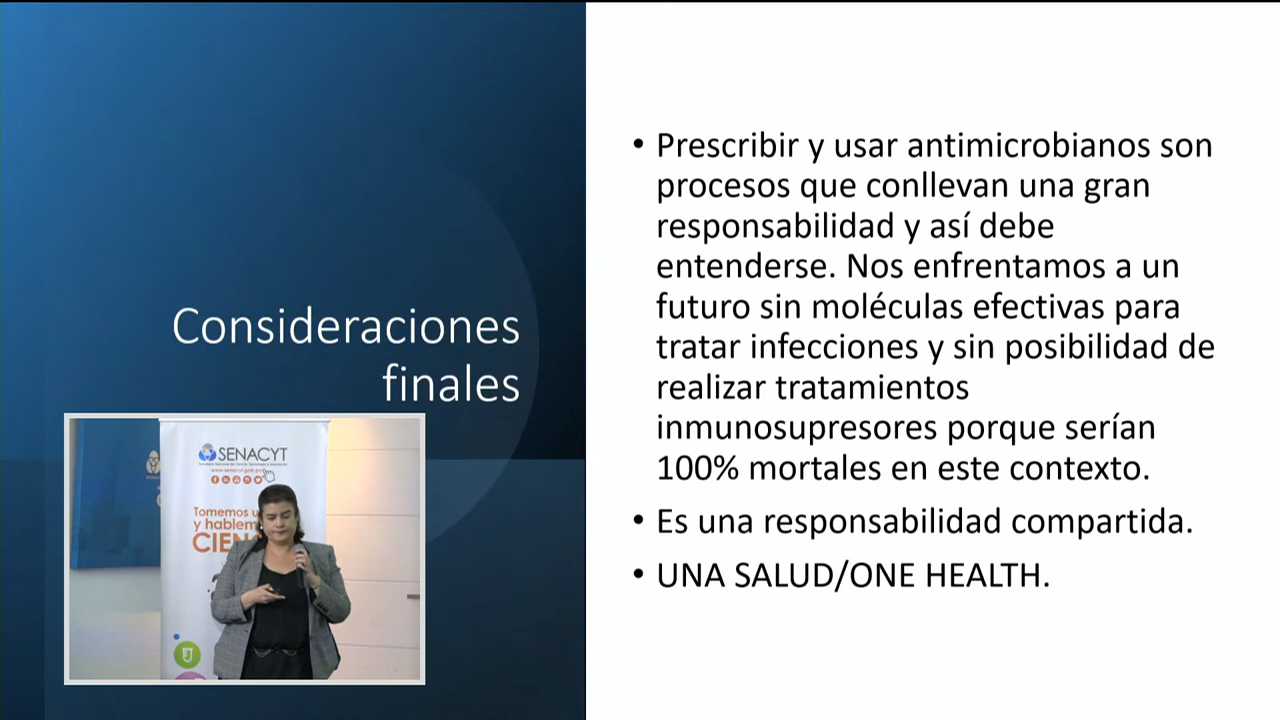 Consideraciones
finales
• Prescribir y usar antimicrobianos son
procesos que conllevan una gran
responsabilidad y así debe
entenderse. Nos enfrentamos a un
futuro sin moléculas efectivas para
tratar infecciones y sin posibilidad de
realizar tratamientos
inmunosupresores porque serían
100% mortales en este contexto.
• Es una responsabilidad compartida.
• UNA SALUD/ONE HEALTH.
SENACYT
Tomemos u
y hablem
CIEN